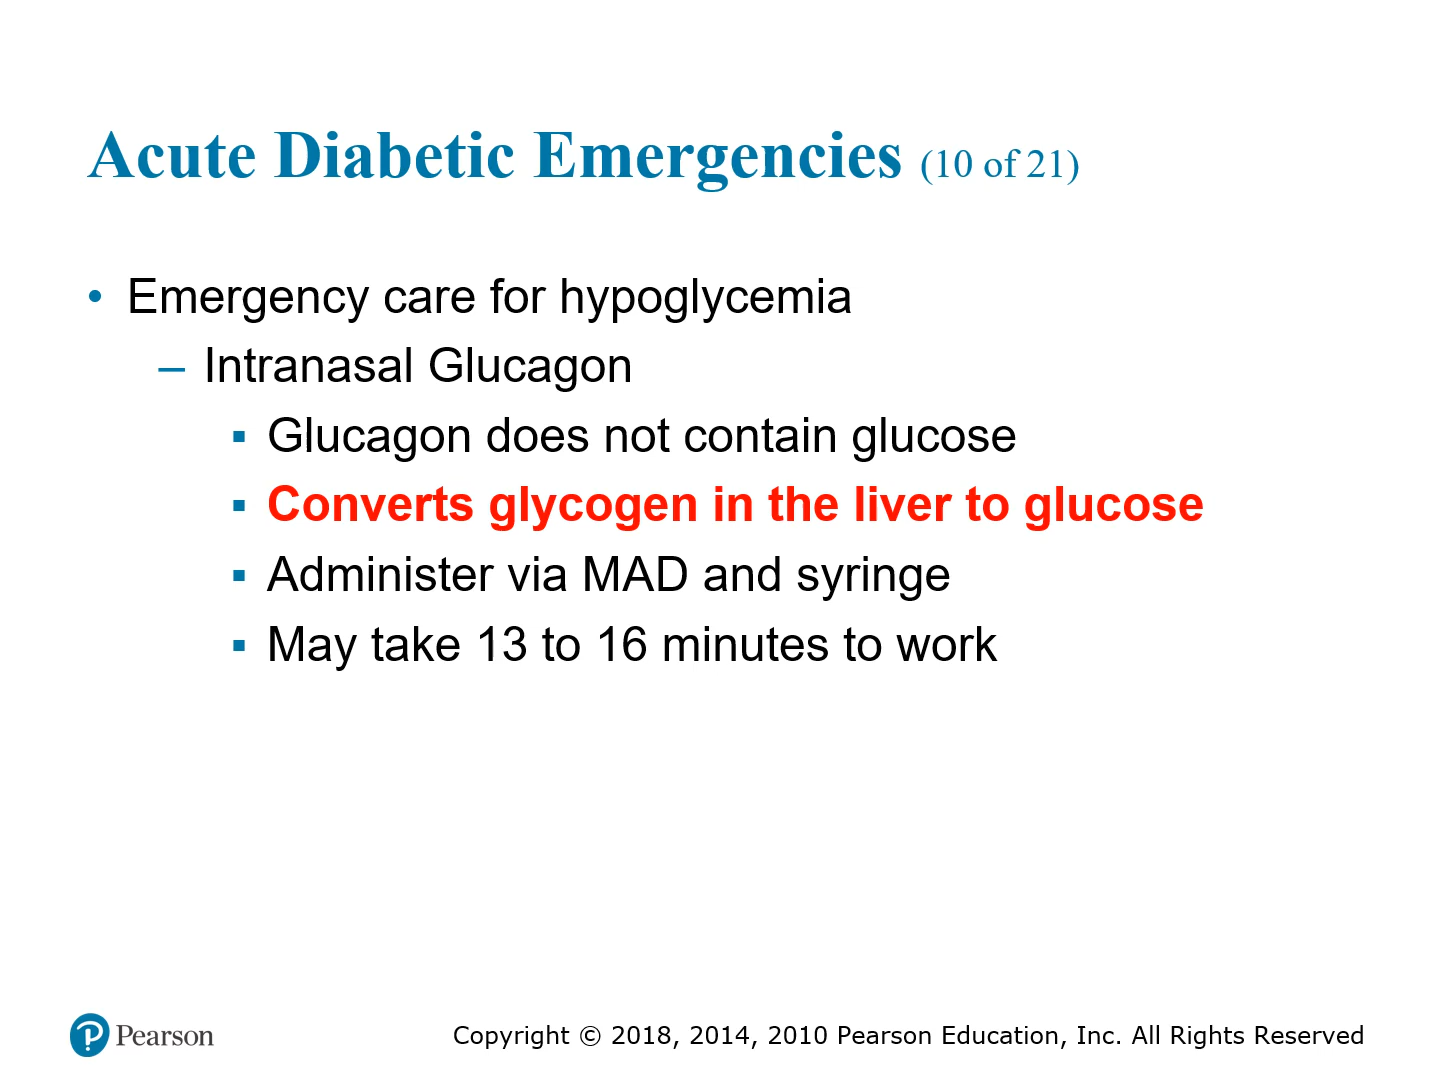 Acute Diabetic Emergencies (10 of 21)
• Emergency care for hypoglycemia
– Intranasal Glucagon
▪ Glucagon does not contain glucose
▪ Converts glycogen in the liver to glucose
▪ Administer via MAD and syringe
▪ May take 13 to 16 minutes to work
Pearson
Copyright © 2018, 2014, 2010 Pearson Education, Inc. All Rights Reserved